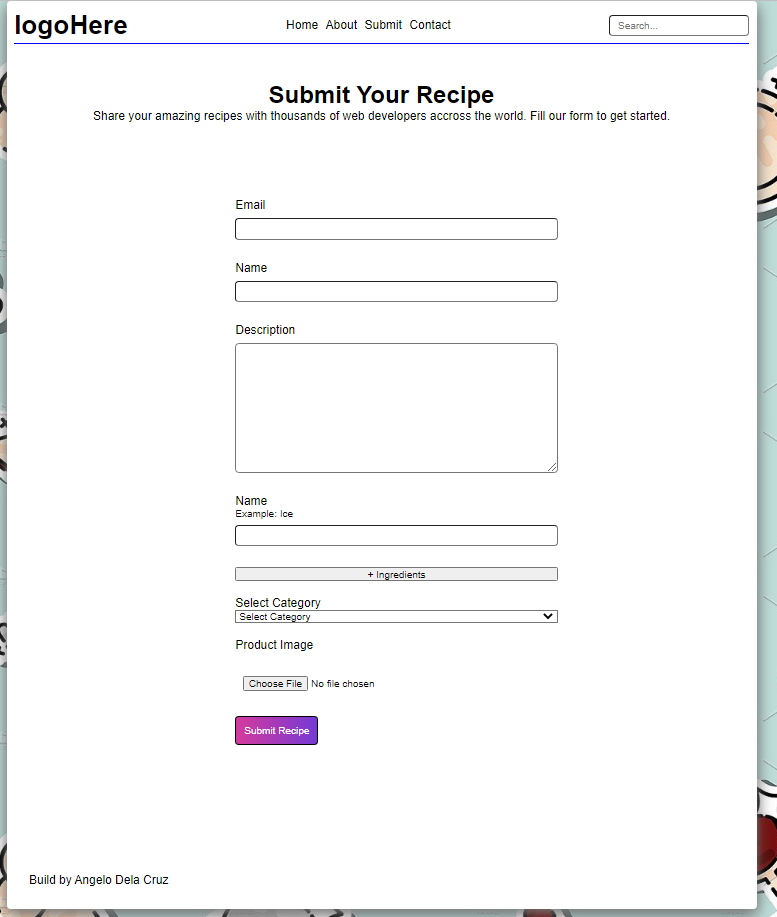 logoHere
Home About Submit Contact
Search...
Submit Your Recipe
Share your amazing recipes with thousands of web developers accross the world. Fill our form to get started.
Email
Name
Description
Name
Example: Ice
+ Ingredients
Select Category
Select Category
Product Image
Choose File No file chosen
Submit Recipe
Build by Angelo Dela Cruz